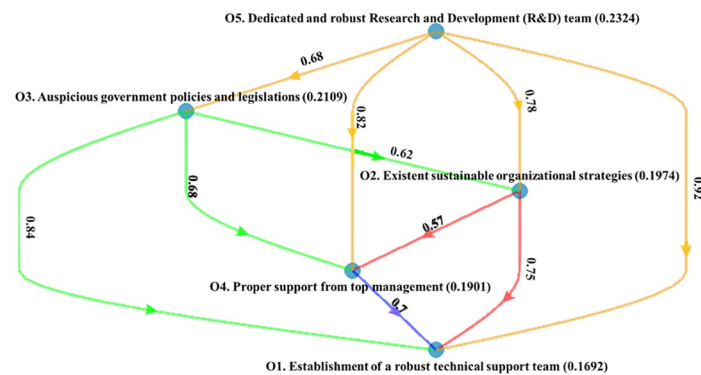 O5. Dedicated and robust Research and Development (R&D) team (0.2324)
0.68
O3. Auspicious government policies and legislations (0.2109)
0.82
0.78
0.62
O2. Existent sustainable organizational strategies (0.1974)
0.68
0.92
0.84
0.57
0.75
O4. Proper support from top management (0.1901)
0.7
O1. Establishment of a robust technical support team (0.1692)